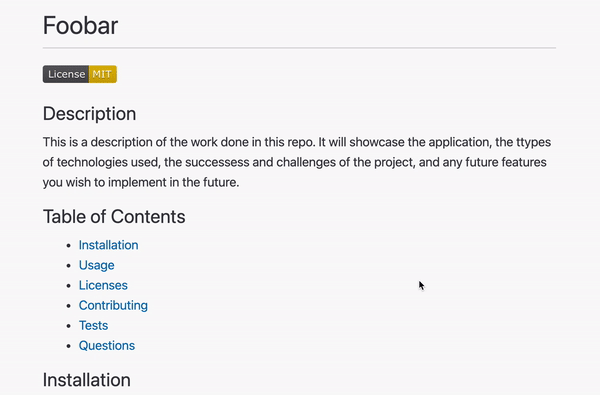 Foobar
License MIT
Description
This is a description of the work done in this repo. It will showcase the application, the ttypes
of technologies used, the successess and challenges of the project, and any future features
you wish to implement in the future.
Table of Contents
Installation
Usage
Licenses
Contributing
Tests
Questions
Installation